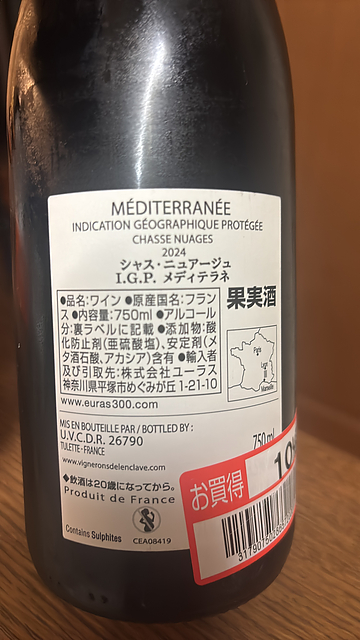 MÉDITERRANÉE
INDICATION GÉOGRAPHIQUE PROTÉGÉE
CHASSE NUAGES
2024
シャス・ニュアージュ
I.G.P. メディテラネ
●品名:ワイン ●原産国名:フラン
ス ●内容量:750ml ●アルコール
分:裏ラベルに記載 ●添加物:酸
化防止剤(亜硫酸塩)、安定剤(メ
タ酒石酸、アカシア)含有 ●輸入者
及び引取先:株式会社ユーラス
神奈川県平塚市めぐみが丘 1-21-10
果実酒
Paris
Marseille
www.euras300.com
MIS EN BOUTEILLE PAR / BOTTLED BY :
U.V.C.D.R. 26790
TULETTE - FRANCE
750 ml
www.vigneronsdelenclave.com
◆飲酒は20歳になってから。
Produit de France
Contains Sulphites
CEA08419
お買得
10